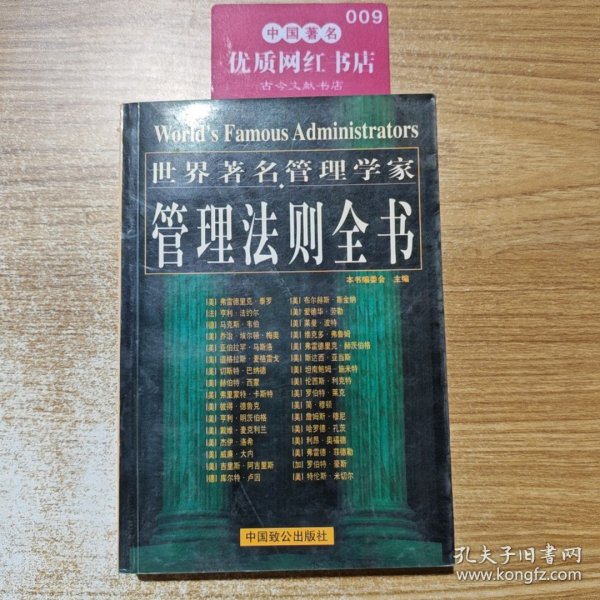 009
中国著名
优质网红书店
古今文献书店
World's Famous Administrators
世界著名管理学家
管理法则全书
本书编委会 主编
[美] 弗雷德里克·泰罗
[法] 亨利·法约尔
[德] 马克斯·韦伯
[美] 乔治·埃尔顿·梅奥
[美] 亚伯拉罕·马斯洛
[美] 道格拉斯·麦格雷戈
[美] 切斯特·巴纳德
[美] 赫伯特·西蒙
[美] 弗里蒙特·卡斯特
[美] 彼得·德鲁克
[美] 亨利·明茨伯格
[美] 戴维·麦克利兰
[美] 杰伊·洛希
[美] 威廉·大内
[美] 吉里斯·阿吉里斯
[德] 库尔特·卢因
[美] 布尔赫斯·斯金纳
[美] 爱德华·劳勒
[美] 莱曼·波特
[美] 维克多·弗鲁姆
[美] 弗雷德里克·赫茨伯格
[美] 斯达西·亚当斯
[美] 坦南鲍姆-施米特
[美] 伦西斯·利克特
[美] 罗伯特·莱克
[美] 简·穆顿
[美] 詹姆斯·穆尼
[美] 哈罗德·孔茨
[美] 利昂·奥福德
[美] 弗雷德·菲德勒
[加] 罗伯特·豪斯
[美] 特伦斯·米切尔
中国致公出版社
孔夫子旧书网
www.kongfz.com